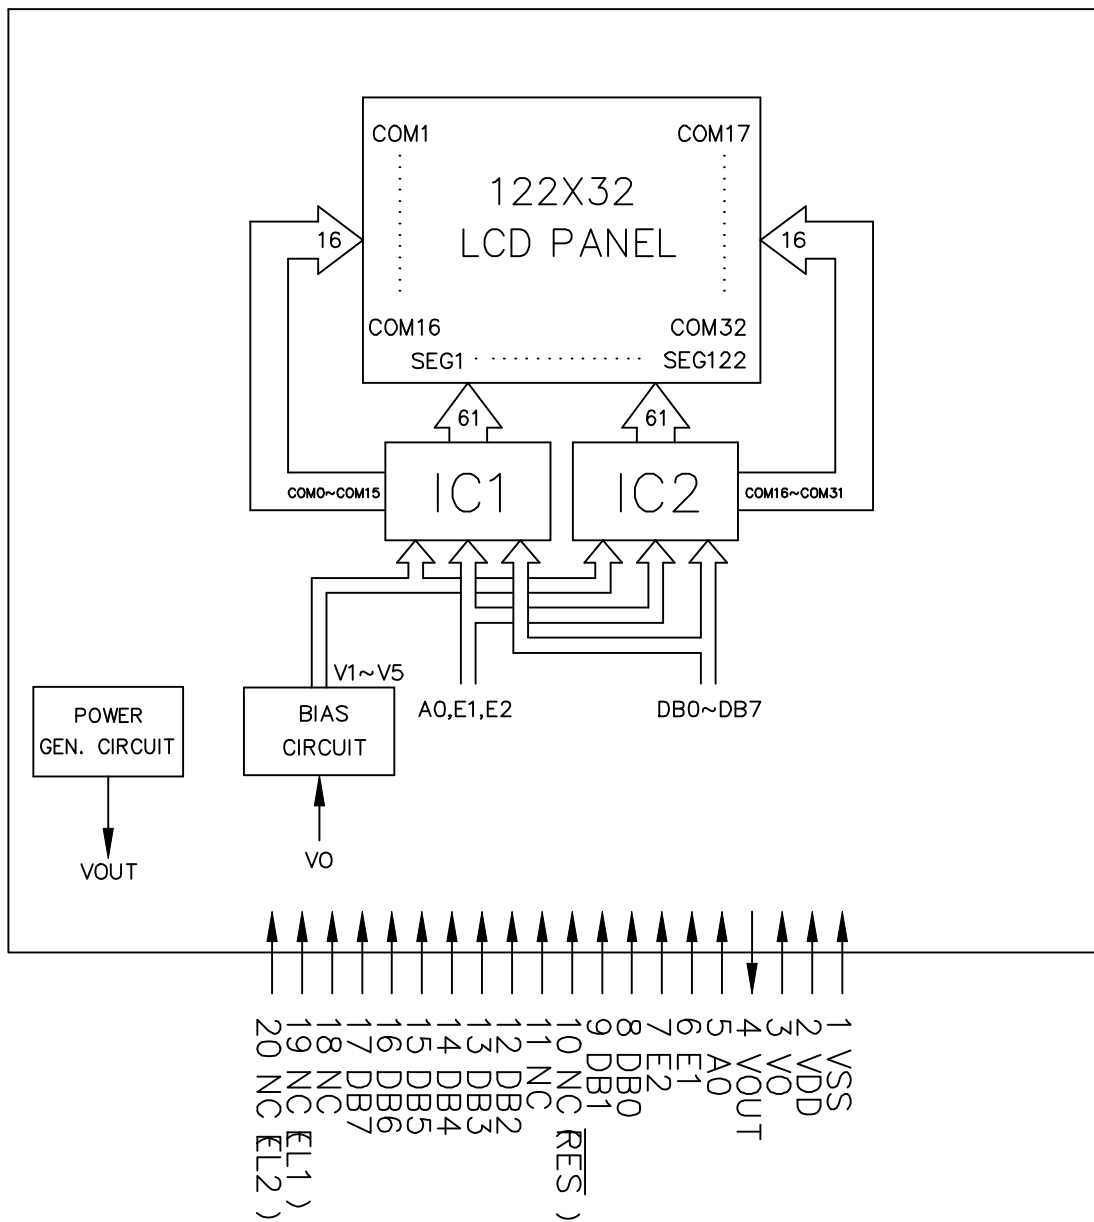 COM1
COM17
122X32
LCD PANEL
16
16
COM16
COM32
SEG1
SEG122
61
61
IC1
IC2
COM0~COM15
COM16~COM31
V1~V5
A0,E1,E2
DB0~DB7
POWER
GEN. CIRCUIT
BIAS
CIRCUIT
VOUT
V0
20 NC (EL2)
19 NC (EL1)
18 NC
17 DB7
16 DB6
15 DB5
14 DB4
13 DB3
12 DB2
11 NC
10 NC (RES)
9 DB1
8 DB0
7 E2
6 E1
5 A0
4 VOUT
3 V0
2 VDD
1 VSS